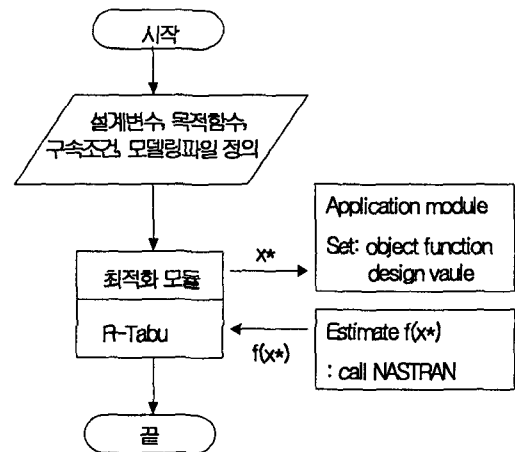 시작
설계변수, 목적함수,
구속조건, 모델링파일 정의
최적화 모듈
R-Tabu
x*
f(x*)
Application module
Set: object function
design vaule
Estimate f(x*)
: call NASTRAN
끝